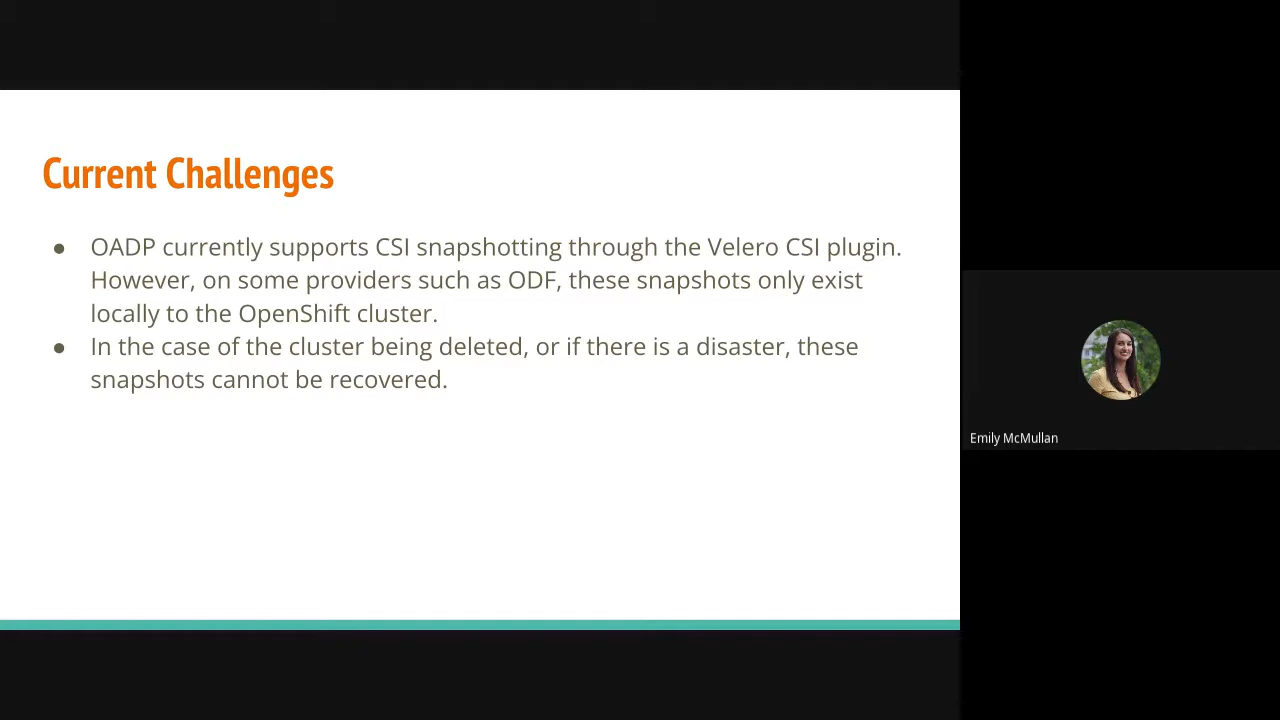 Current Challenges
● OADP currently supports CSI snapshotting through the Velero CSI plugin.
However, on some providers such as ODF, these snapshots only exist
locally to the OpenShift cluster.
● In the case of the cluster being deleted, or if there is a disaster, these
snapshots cannot be recovered.
Emily McMullan